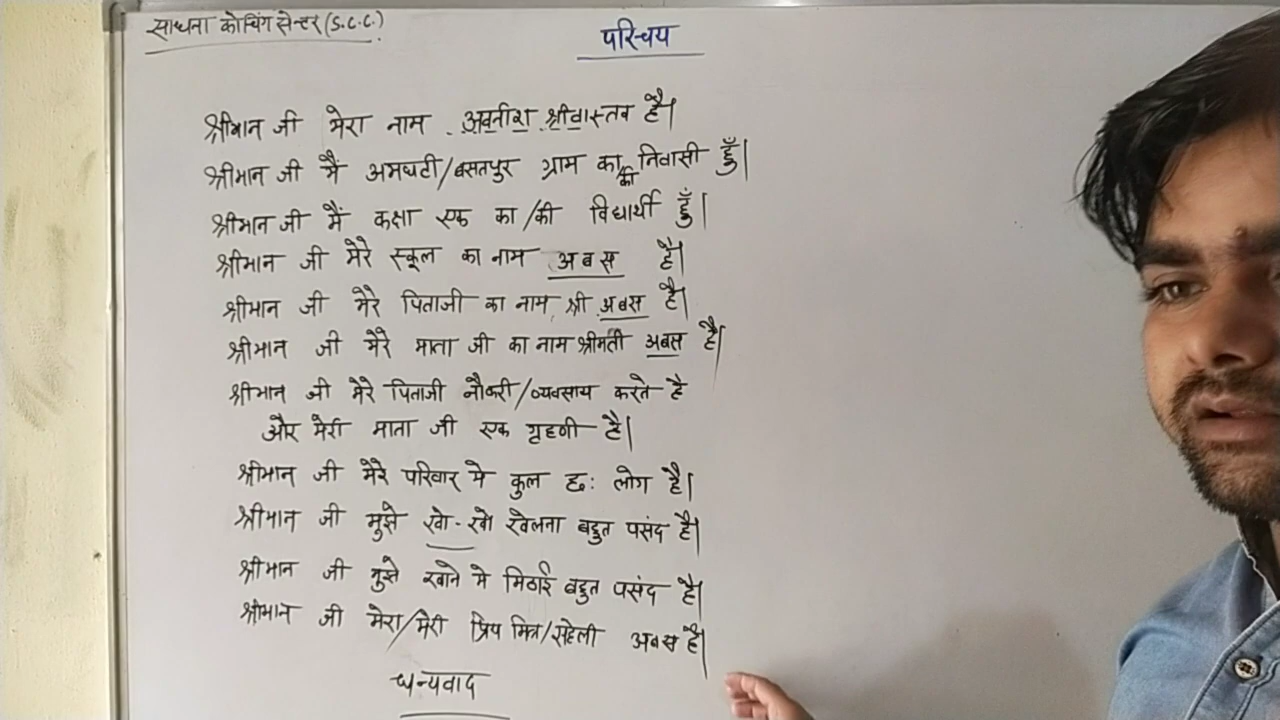 साधना कोचिंग सेन्टर (S.C.C.)
परिचय
श्रीमान जी मेरा नाम अवनीश श्रीवास्तव है|
श्रीमान जी मैं अमघटी/बसतपुर ग्राम का की निवासी हुँ|
श्रीमान जी मैं कक्षा एक का/की विधार्थी हुँ|
श्रीमान जी मेरे स्कूल का नाम अबस है|
श्रीमान जी मेरे पिताजी का नाम श्री अबस है|
श्रीमान जी मेरे माता जी का नाम श्रीमती अबस है|
श्रीमान जी मेरे पिताजी नौकरी/व्यवसाय करते है
और मेरी माता जी एक गृहणी है|
श्रीमान जी मेरे परिवार मे कुल छः लोग है|
श्रीमान जी मुझे खो-खो खेलना बहुत पसंद है|
श्रीमान जी मुझे खाने मे मिठाई बहुत पसंद है|
श्रीमान जी मेरा/मेरी प्रिय मित्र/सहेली अबस है|
धन्यवाद